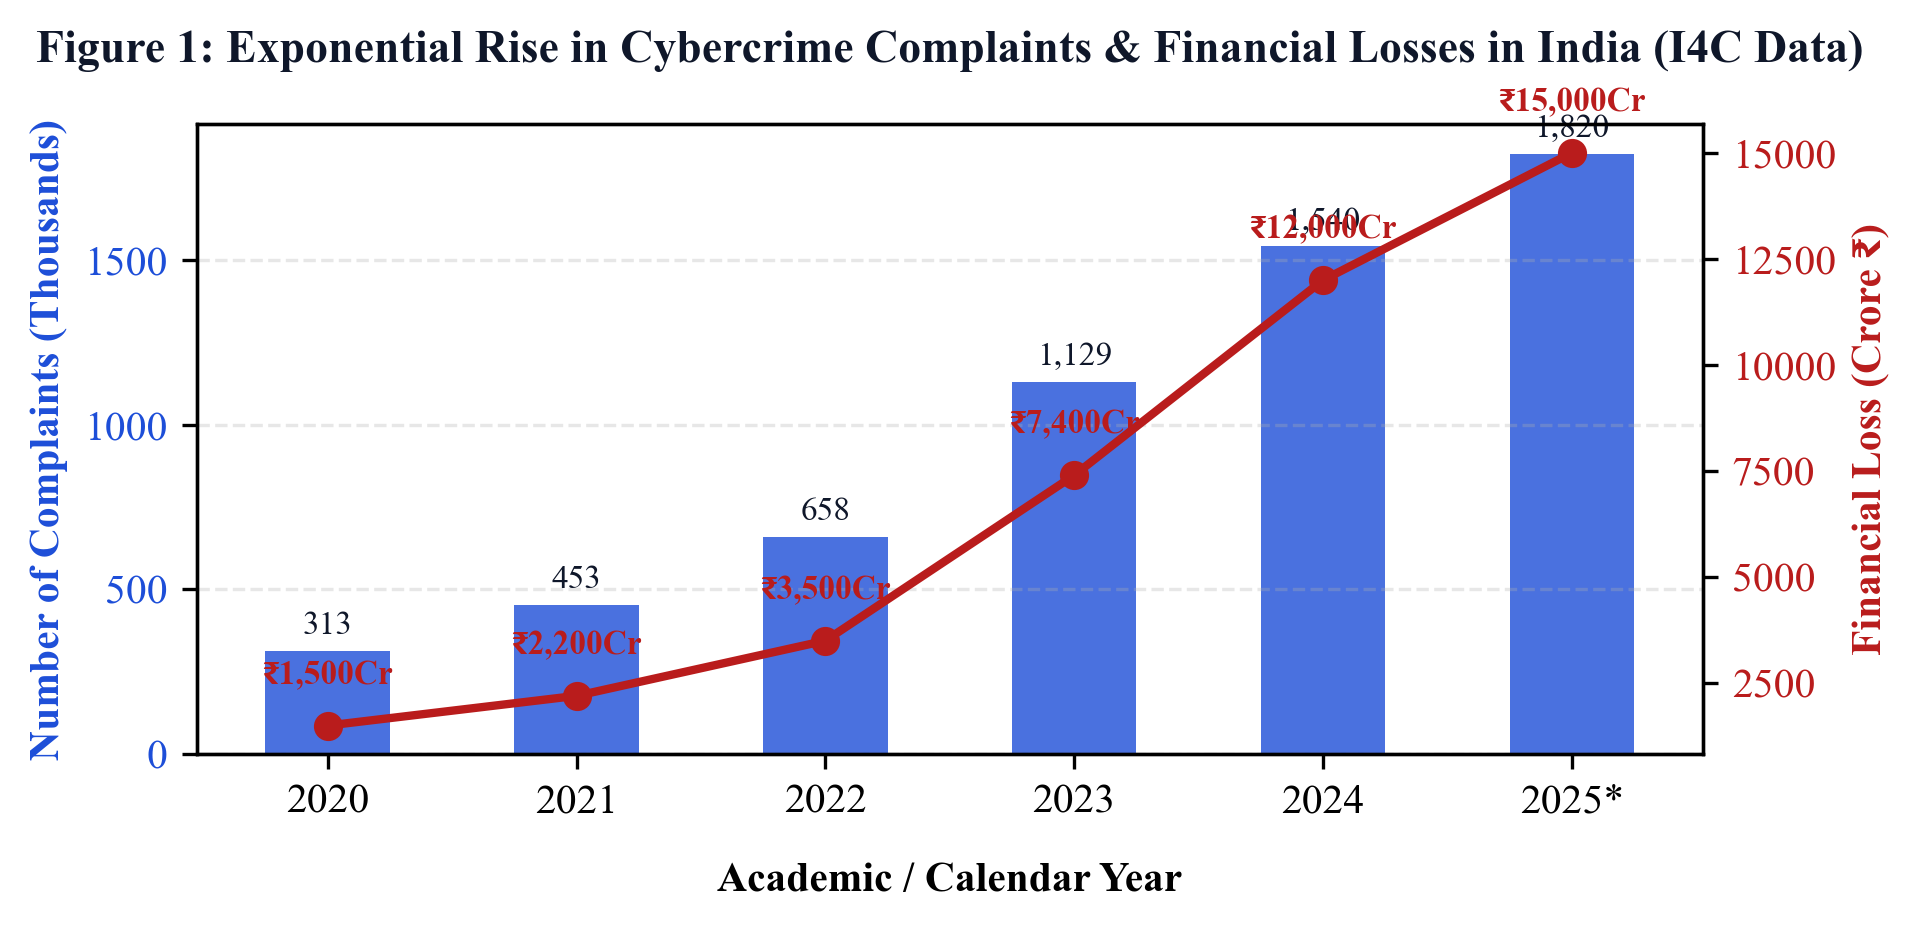 Figure 1: Exponential Rise in Cybercrime Complaints & Financial Losses in India (I4C Data)
Number of Complaints (Thousands)
1500
1000
500
0
313
453
658
1,129
1,540
1,820
₹1,500Cr
₹2,200Cr
₹3,500Cr
₹7,400Cr
₹12,000Cr
₹15,000Cr
15000
12500
10000
7500
5000
2500
Financial Loss (Crore ₹)
2020 2021 2022 2023 2024 2025*
Academic / Calendar Year